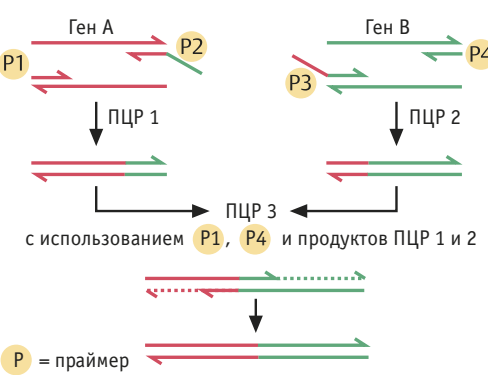 Ген А
Ген В
P1
P2
P3
P4
ПЦР 1
ПЦР 2
ПЦР 3
с использованием P1, P4 и продуктов ПЦР 1 и 2
P = праймер